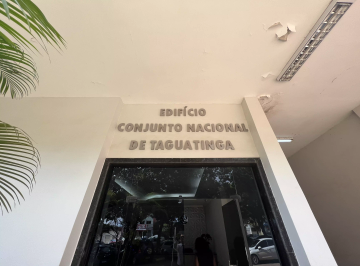 EDIFÍCIO
CONJUNTO NACIONAL
DE TAGUATINGA